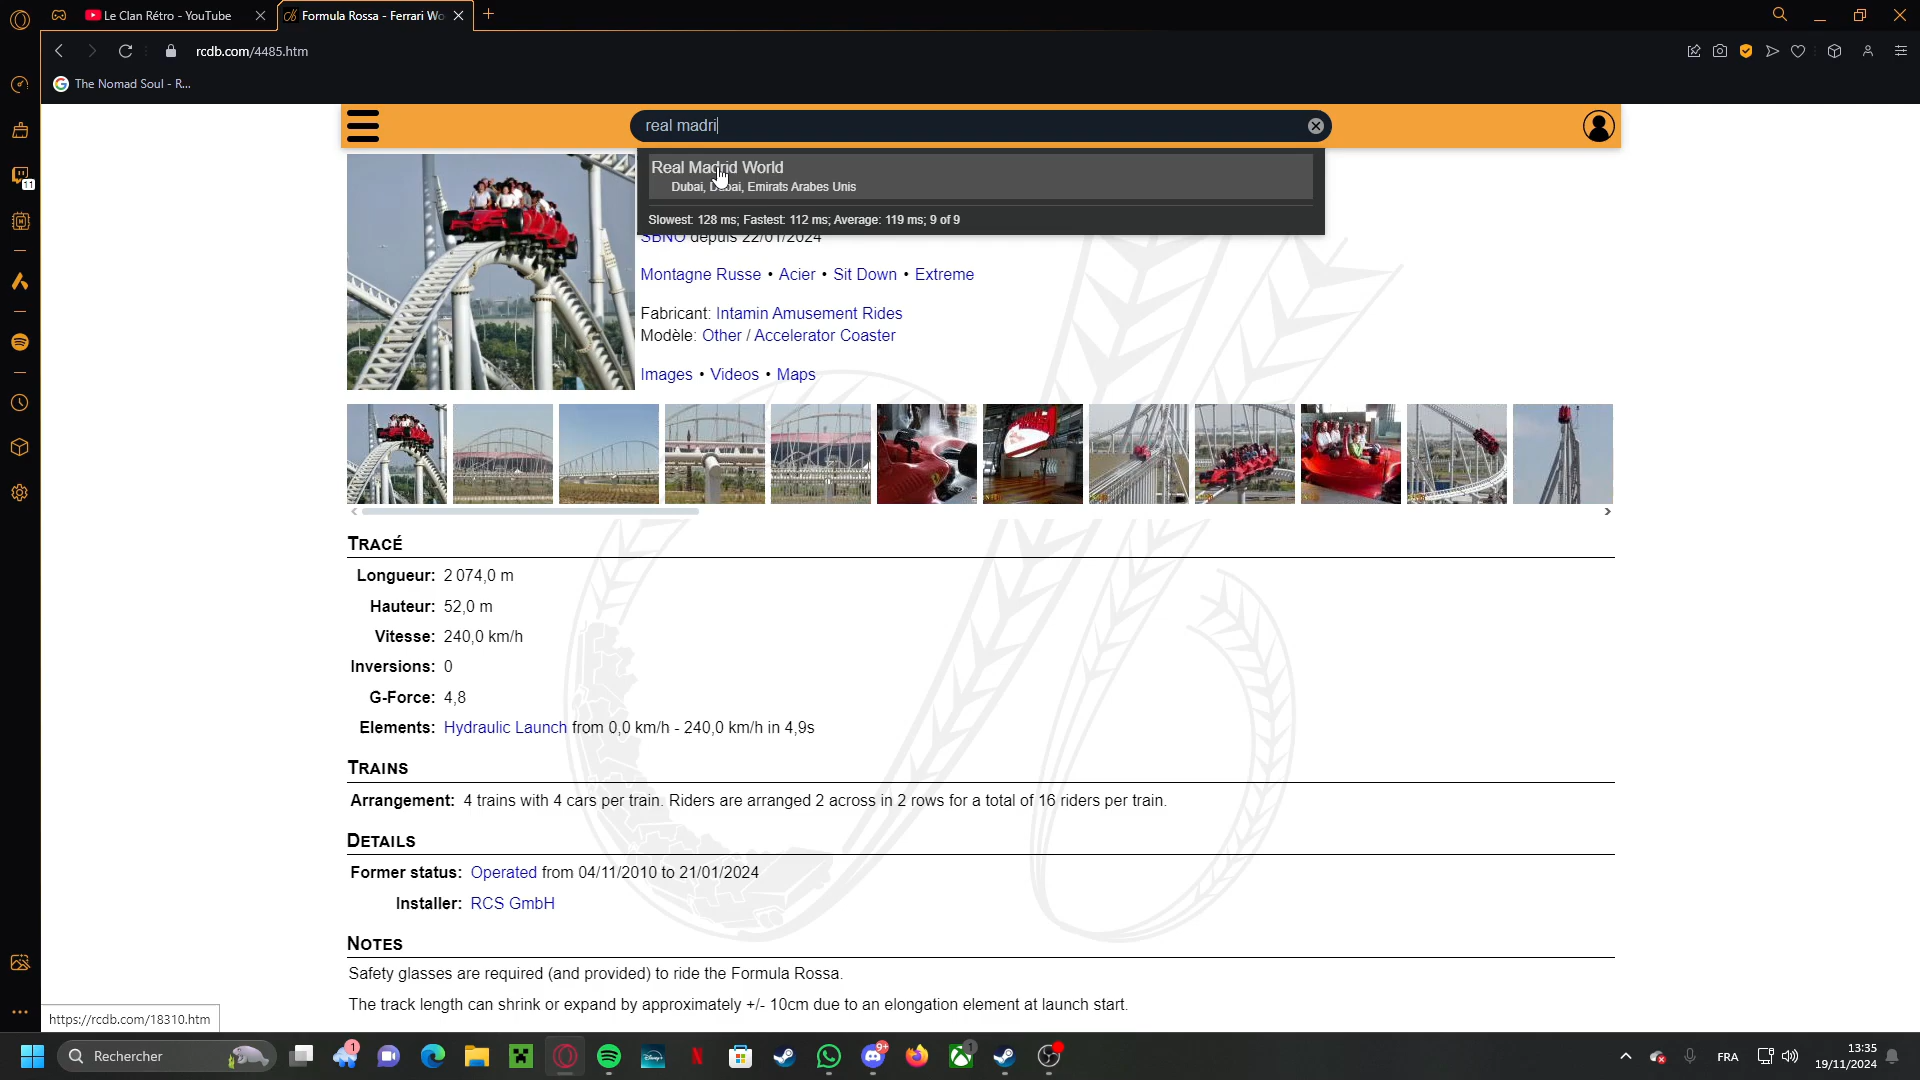 Le Clan Rétro - YouTube
Formula Rossa - Ferrari Wo
rcdb.com/4485.htm
The Nomad Soul - R...
11
real madri
Real Madrid World
Dubai, Dubai, Emirats Arabes Unis
Slowest: 128 ms; Fastest: 112 ms; Average: 119 ms; 9 of 9
SBNO depuis 22/01/2024
Montagne Russe • Acier • Sit Down • Extreme
Fabricant: Intamin Amusement Rides
Modèle: Other / Accelerator Coaster
Images • Videos • Maps
TRACÉ
Longueur: 2 074,0 m
Hauteur: 52,0 m
Vitesse: 240,0 km/h
Inversions: 0
G-Force: 4,8
Elements: Hydraulic Launch from 0,0 km/h - 240,0 km/h in 4,9s
TRAINS
Arrangement: 4 trains with 4 cars per train. Riders are arranged 2 across in 2 rows for a total of 16 riders per train.
DETAILS
Former status: Operated from 04/11/2010 to 21/01/2024
Installer: RCS GmbH
NOTES
Safety glasses are required (and provided) to ride the Formula Rossa.
The track length can shrink or expand by approximately +/- 10cm due to an elongation element at launch start.
https://rcdb.com/18310.htm
Rechercher
1
9+
1
FRA
13:35
19/11/2024